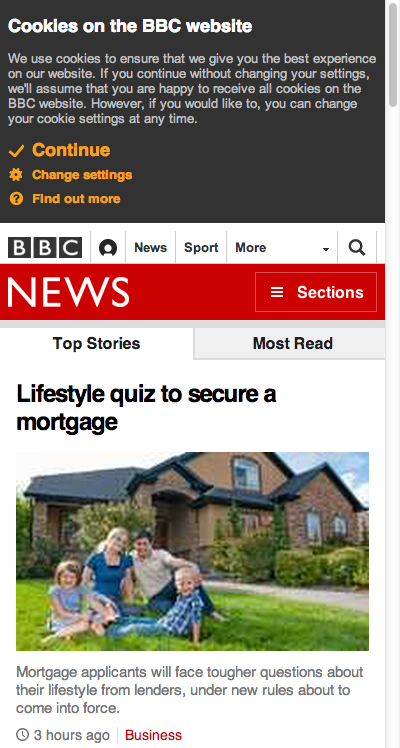 Cookies on the BBC website
We use cookies to ensure that we give you the best experience
on our website. If you continue without changing your settings,
we'll assume that you are happy to receive all cookies on the
BBC website. However, if you would like to, you can change
your cookie settings at any time.
Continue
Change settings
Find out more
BBC News Sport More
NEWS Sections
Top Stories Most Read
Lifestyle quiz to secure a
mortgage
Mortgage applicants will face tougher questions about
their lifestyle from lenders, under new rules about to
come into force.
3 hours ago Business